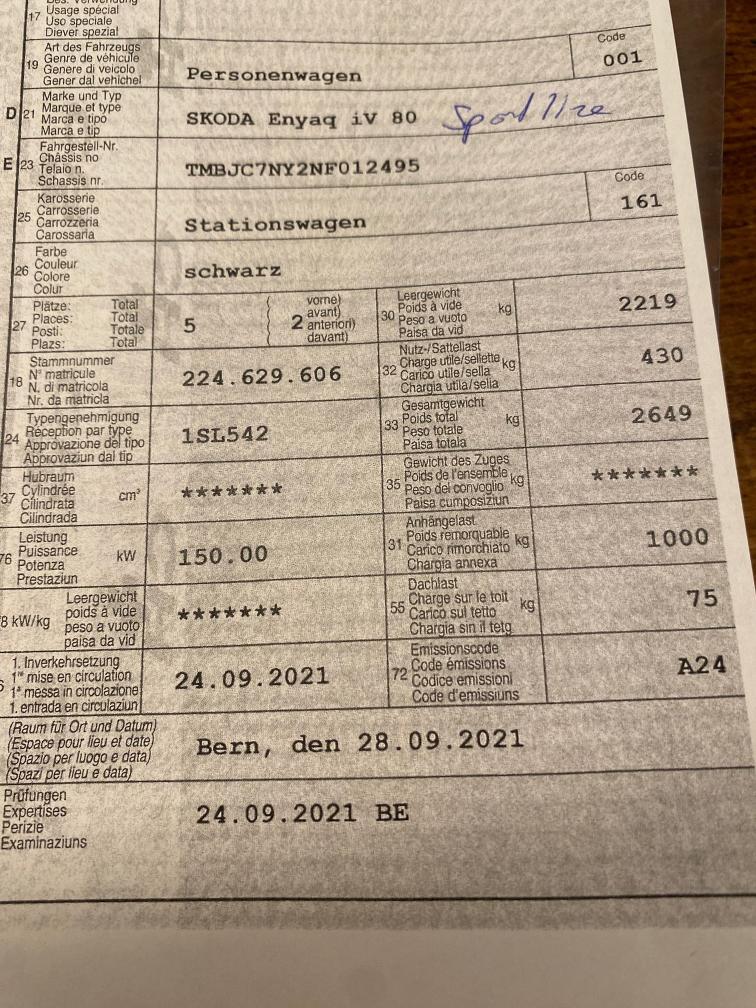 Bes. Verwendung
17 Usage spécial
Uso speciale
Diever spezial
19 Art des Fahrzeugs
Genre de véhicule
Genere di veicolo
Gener dal vehichel
Personenwagen
Code
001
D 21 Marke und Typ
Marque et type
Marca e tipo
Marca e tip
SKODA Enyaq iV 80 Sportline
E 23 Fahrgestell-Nr.
Châssis no
Telaio n.
Schassis nr.
TMBJC7NY2NF012495
25 Karosserie
Carrosserie
Carrozzeria
Carossaria
Stationswagen
Code
161
26 Farbe
Couleur
Colore
Colur
schwarz
27 Plätze: Total
Places: Total
Posti: Totale
Plazs: Total
5
2
vorne)
( avant)
( anteriori)
( davant)
30 Leergewicht
Poids à vide kg
Peso a vuoto
Paisa da vid
2219
18 Stammnummer
N° matricule
N. di matricola
Nr. da matricla
224.629.606
32 Nutz-/Sattellast
Charge utile/sellette kg
Carico utile/sella
Chargia utila/sella
430
24 Typengenehmigung
Réception par type
Approvazione del tipo
Approvaziun dal tip
1SL542
33 Gesamtgewicht
Poids total kg
Peso totale
Paisa totala
2649
37 Hubraum
Cylindrée cm³
Cilindrata
Cilindrada
*******
35 Gewicht des Zuges
Poids de l'ensemble kg
Peso del convoglio
Paisa cumposiziun
*******
76 Leistung
Puissance kW
Potenza
Prestaziun
150.00
31 Anhängelast
Poids remorquable kg
Carico rimorchiato
Chargia annexa
1000
8 kW/kg Leergewicht
poids à vide
peso a vuoto
paisa da vid
*******
55 Dachlast
Charge sur le toit kg
Carico sul tetto
Chargia sin il tetg
75
1. Inverkehrsetzung
1re mise en circulation
1a messa in circolazione
1. entrada en circulaziun
24.09.2021
72 Emissionscode
Code émissions
Codice emissioni
Code d'emissiuns
A24
(Raum für Ort und Datum)
(Espace pour lieu et date)
(Spazio per luogo e data)
(Spazi per lieu e data)
Bern, den 28.09.2021
Prüfungen
Expertises
Perizie
Examinaziuns
24.09.2021 BE